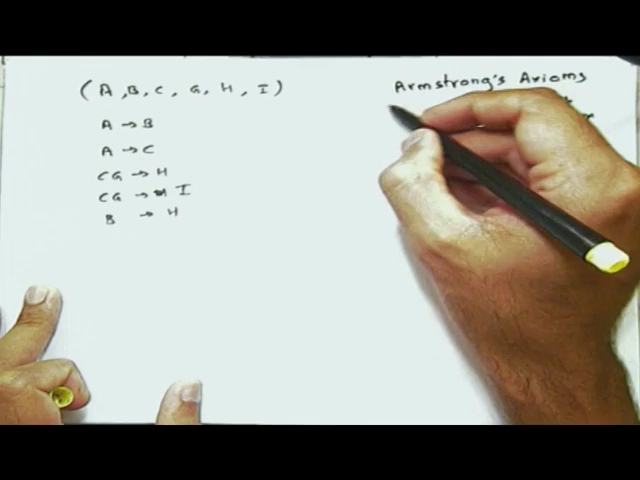 (A, B, C, G, H, I)
Armstrong's Axioms
A → B
A → C
CG → H
CG → I
B → H